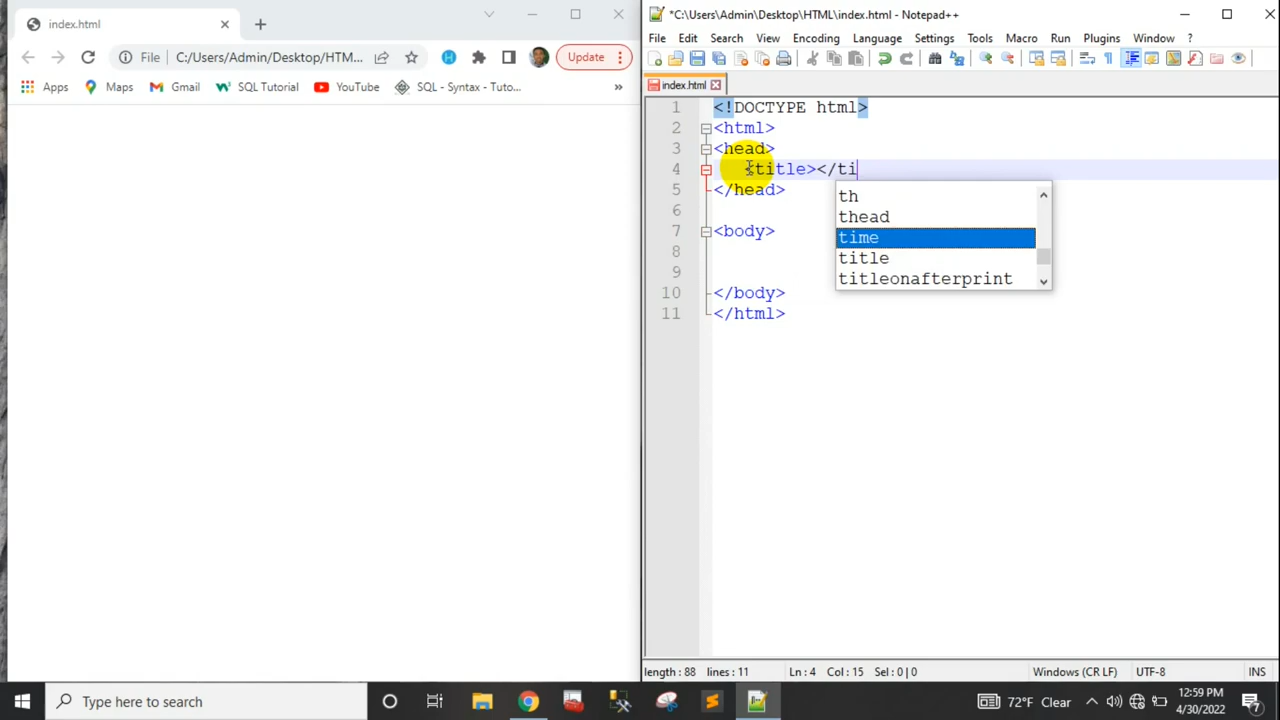 index.html
File C:/Users/Admin/Desktop/HTM... Update
Apps Maps Gmail SQLTutorial YouTube SQL - Syntax - Tuto... »
*C:\Users\Admin\Desktop\HTML\index.html - Notepad++
File Edit Search View Encoding Language Settings Tools Macro Run Plugins Window ?
index.html
1 <!DOCTYPE html>
2 <html>
3 <head>
4 <title></ti
5 </head>
6
7 <body>
8
9
10 </body>
11 </html>
th
thead
time
title
titleonafterprint
length : 88 lines : 11 Ln : 4 Col : 15 Sel : 0 | 0 Windows (CR LF) UTF-8 INS
Type here to search
72°F Clear
12:59 PM
4/30/2022
7